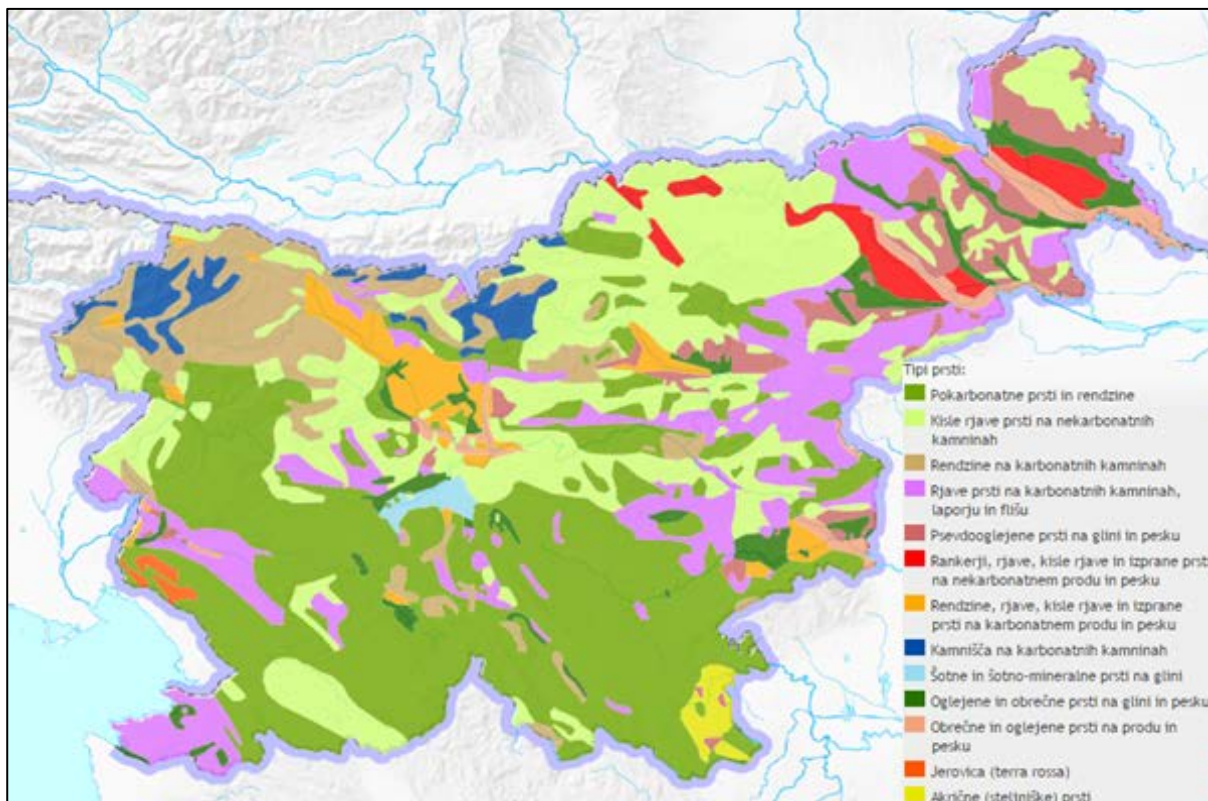 Tipi prsti:
Pokarbonatne prsti in rendzine
Kisle rjave prsti na nekarbonatnih
kamninah
Rendzine na karbonatnih kamninah
Rjave prsti na karbonatnih kamninah,
laporju in flišu
Psevdooglejene prsti na glini in pesku
Rankerji, rjave, kisle rjave in izprane prst
na nekarbonatnem produ in pesku
Rendzine, rjave, kisle rjave in izprane
prsti na karbonatnem produ in pesku
Kamnišča na karbonatnih kamninah
Šotne in šotno-mineralne prsti na glini
Oglejene in obrečne prsti na glini in pesku
Obrečne in oglejene prsti na produ in
pesku
Jerovica (terra rossa)
Akrične (steljniške) prsti